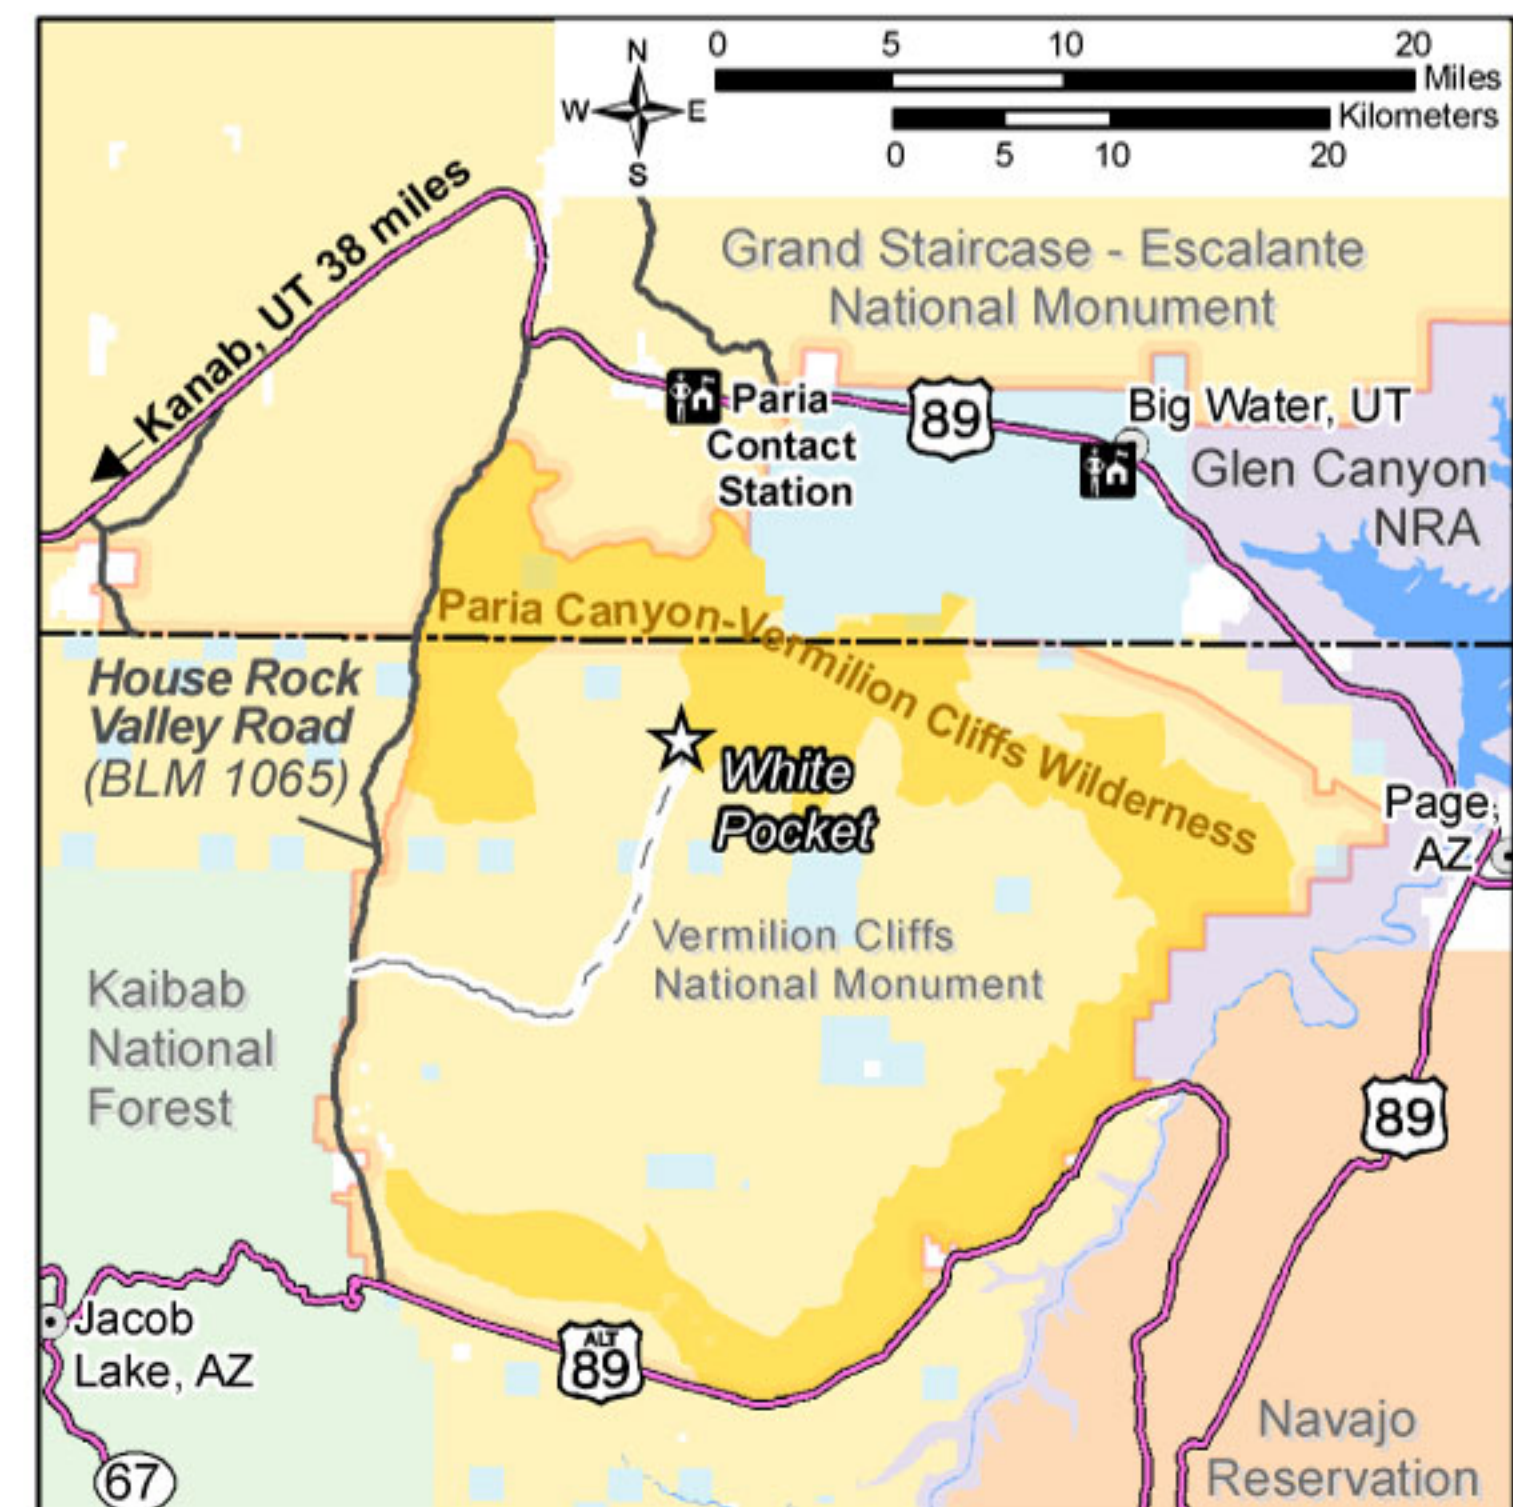 N
W E
S
0 5 10 20
Miles
Kilometers
0 5 10 20
Kanab, UT 38 miles
Grand Staircase - Escalante
National Monument
Paria
Contact
Station
89
Big Water, UT
Glen Canyon
NRA
Paria Canyon-Vermilion Cliffs Wilderness
House Rock
Valley Road
(BLM 1065)
White
Pocket
Page,
AZ
Vermilion Cliffs
National Monument
Kaibab
National
Forest
89
Jacob
Lake, AZ
ALT
89
67
Navajo
Reservation